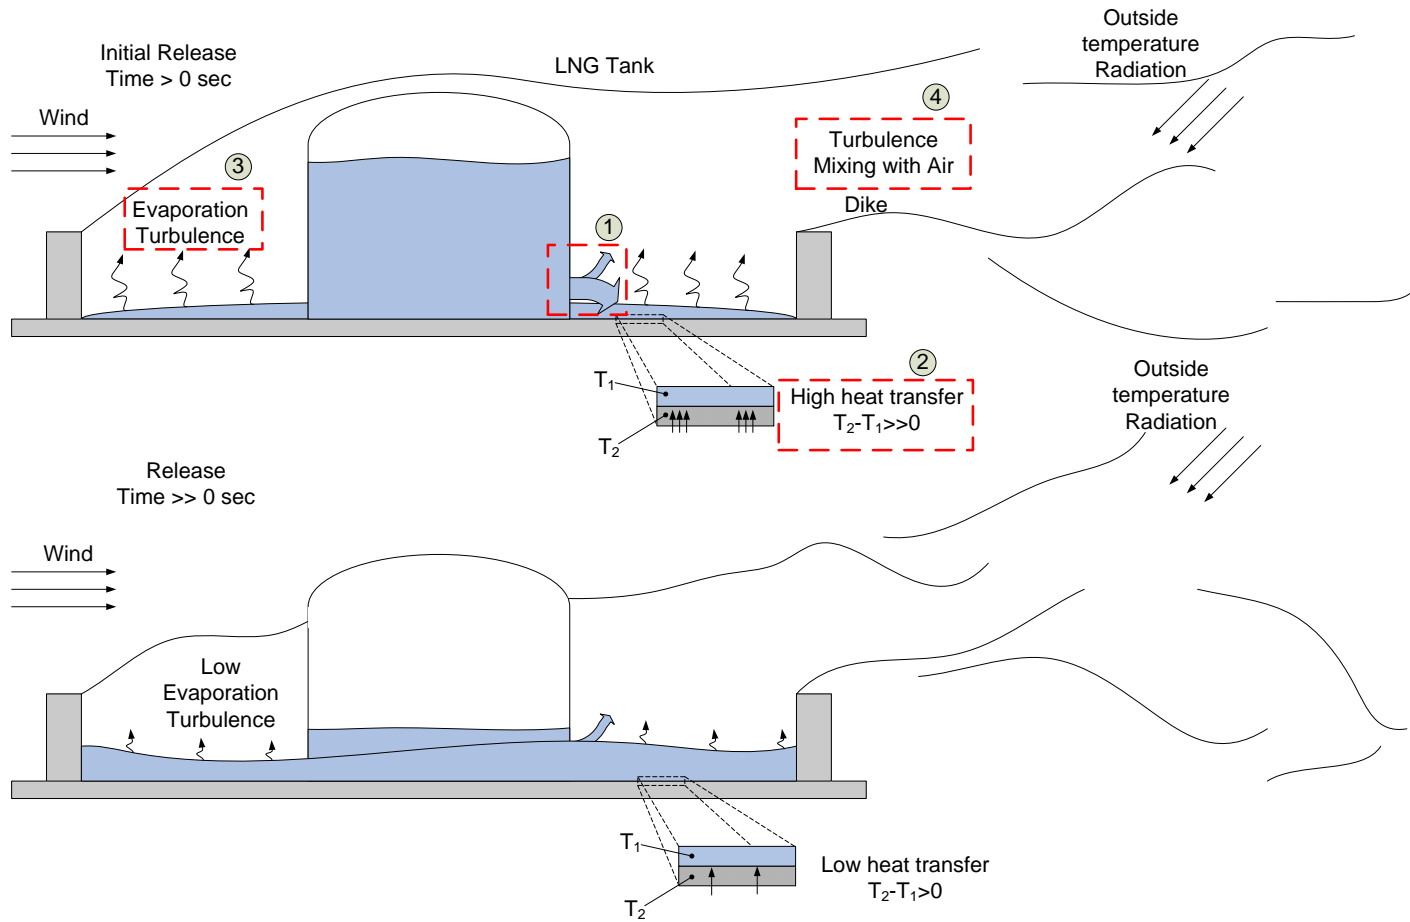 Initial Release
Time > 0 sec
LNG Tank
Outside
temperature
Radiation
Wind
4
Turbulence
Mixing with Air
3
Evaporation
Turbulence
Dike
1
2
T₁
High heat transfer
T₂-T₁>>0
T₂
Outside
temperature
Radiation
Release
Time >> 0 sec
Wind
Low
Evaporation
Turbulence
T₁
Low heat transfer
T₂-T₁>0
T₂